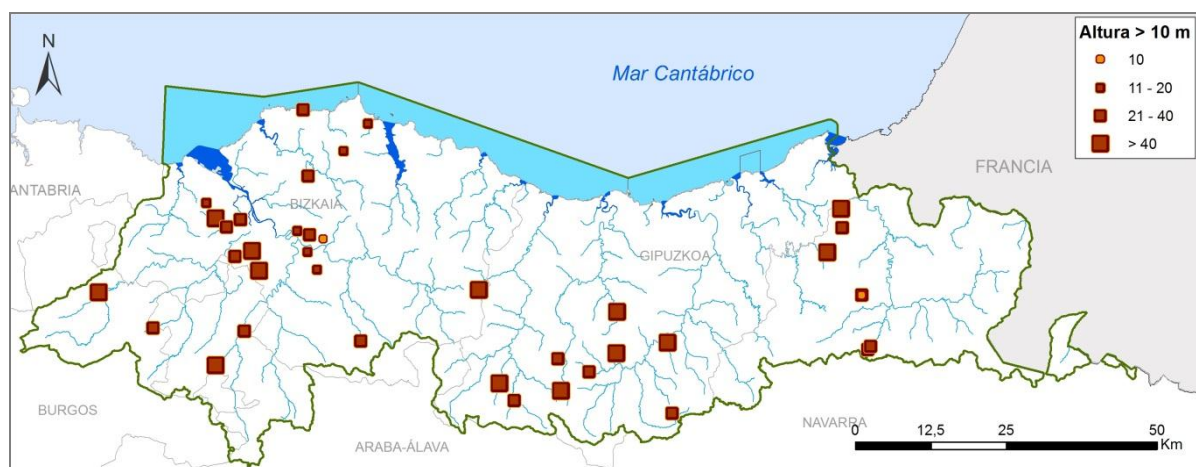 N
Mar Cantábrico
Altura > 10 m
10
11 - 20
21 - 40
> 40
FRANCIA
ANTABRIA
BIZKAIA
GIPUZKOA
BURGOS
ARABA-ÁLAVA
NAVARRA
0 12,5 25 50
Km